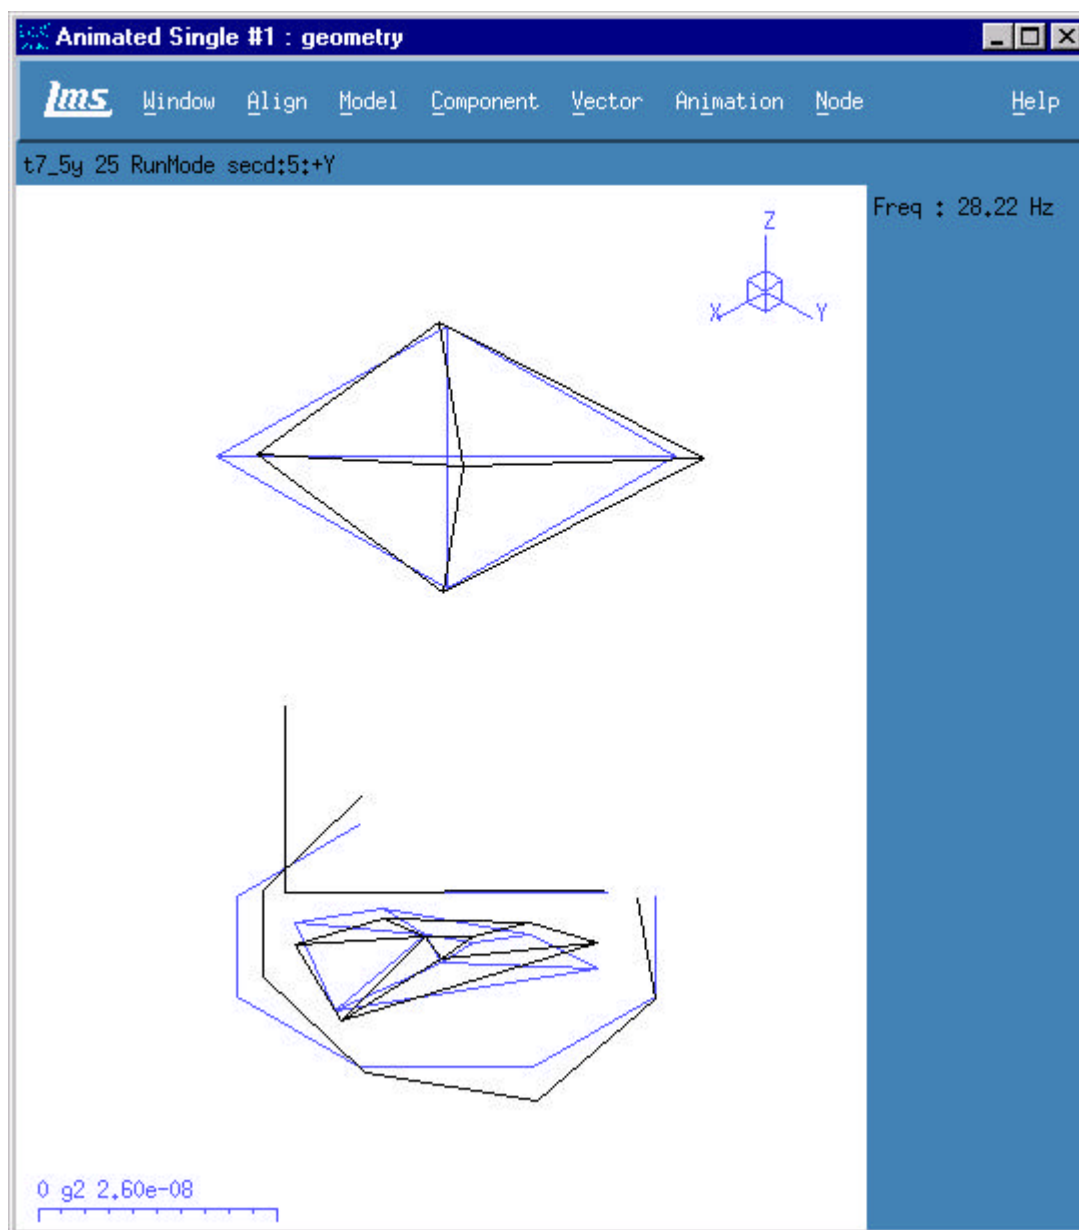 Animated Single #1 : geometry
lms Window Align Model Component Vector Animation Node Help
t7_5y 25 RunMode secd:5:+Y
Freq : 28.22 Hz
Z
X Y
0 g2 2.60e-08